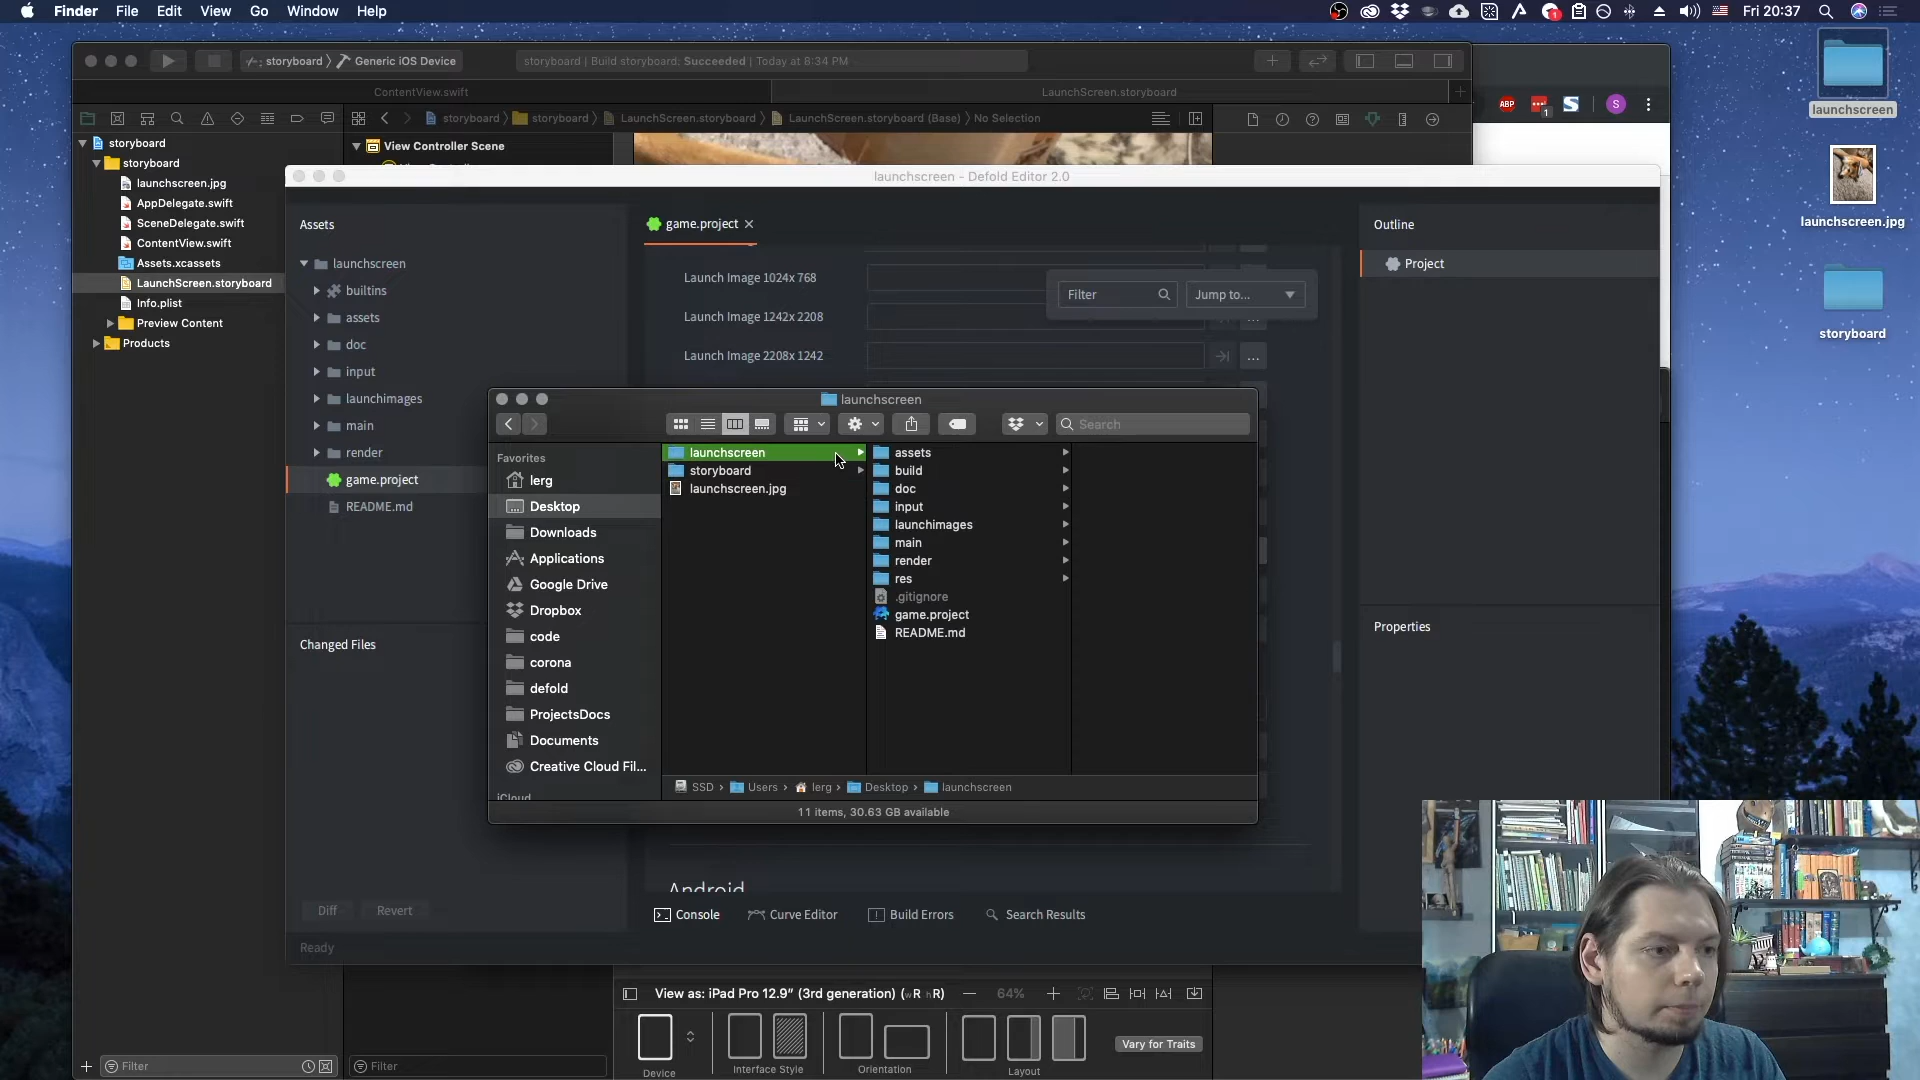 Finder File Edit View Go Window Help Fri 20:37
storyboard Generic iOS Device
storyboard | Build storyboard: Succeeded | Today at 8:34 PM
ContentView.swift
LaunchScreen.storyboard
storyboard storyboard LaunchScreen.storyboard LaunchScreen.storyboard (Base) No Selection
storyboard
storyboard
launchscreen.jpg
AppDelegate.swift
SceneDelegate.swift
ContentView.swift
Assets.xcassets
LaunchScreen.storyboard
Info.plist
Preview Content
Products
Filter
View Controller Scene
Filter
launchscreen - Defold Editor 2.0
Assets
launchscreen
builtins
assets
doc
input
launchimages
main
render
game.project
README.md
Changed Files
Diff Revert
Ready
game.project
Launch Image 1024x 768
Launch Image 1242x 2208
Launch Image 2208x 1242
...
Filter
Jump to...
Android
Console Curve Editor Build Errors Search Results
Outline
Project
Properties
launchscreen
Search
Favorites
lerg
Desktop
Downloads
Applications
Google Drive
Dropbox
code
corona
defold
ProjectsDocs
Documents
Creative Cloud Fil...
iCloud
launchscreen
storyboard
launchscreen.jpg
assets
build
doc
input
launchimages
main
render
res
.gitignore
game.project
README.md
SSD Users lerg Desktop launchscreen
11 items, 30.63 GB available
View as: iPad Pro 12.9" (3rd generation) (wR hR)
64%
Device
Interface Style
Orientation
Layout
Vary for Traits
ABP
1
S
launchscreen
launchscreen.jpg
storyboard